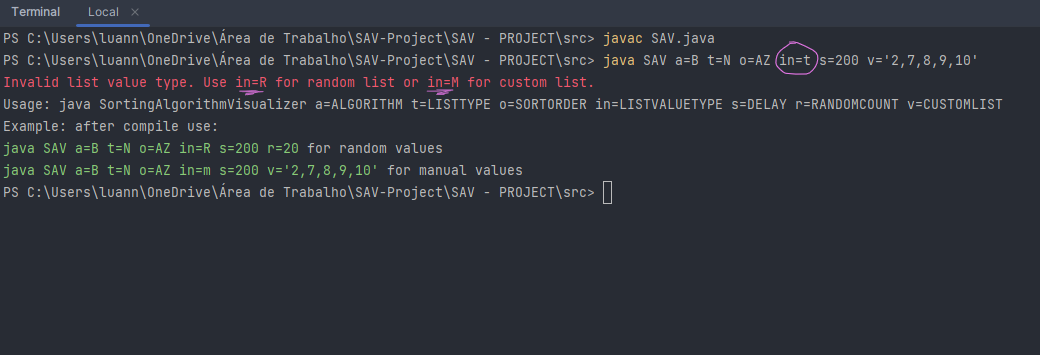 Terminal Local ×
PS C:\Users\luann\OneDrive\Área de Trabalho\SAV-Project\SAV - PROJECT\src> javac SAV.java
PS C:\Users\luann\OneDrive\Área de Trabalho\SAV-Project\SAV - PROJECT\src> java SAV a=B t=N o=AZ in=t s=200 v='2,7,8,9,10'
Invalid list value type. Use in=R for random list or in=M for custom list.
Usage: java SortingAlgorithmVisualizer a=ALGORITHM t=LISTTYPE o=SORTORDER in=LISTVALUETYPE s=DELAY r=RANDOMCOUNT v=CUSTOMLIST
Example: after compile use:
java SAV a=B t=N o=AZ in=R s=200 r=20 for random values
java SAV a=B t=N o=AZ in=m s=200 v='2,7,8,9,10' for manual values
PS C:\Users\luann\OneDrive\Área de Trabalho\SAV-Project\SAV - PROJECT\src>